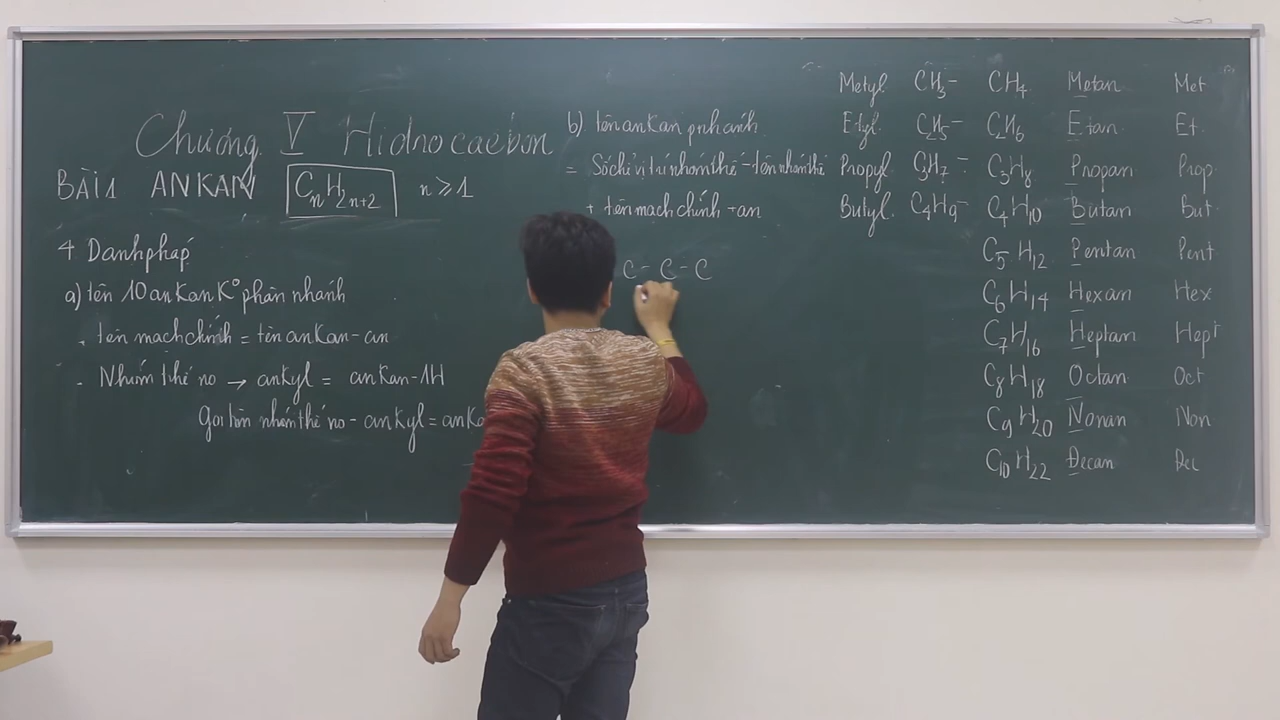 Chương V Hidrocacbon
BÀI 1 ANKAN CnH2n+2 n ≥ 1
4 Danh pháp
a) tên 10 ankan K° phân nhánh
. tên mạch chính = tên ankan - an
- Nhóm thế no → ankyl = ankan - 1H
Gọi tên nhóm thế no - ankyl = anka
b) tên ankan pnhánh
= Số chỉ vị trí nhóm thế - tên nhóm thế
+ tên mạch chính - an
C - C - C
Metyl CH3- CH4 Metan Met
Etyl C2H5- C2H6 Etan Et
Propyl C3H7- C3H8 Propan Prop
Butyl C4H9- C4H10 Butan But
C5H12 Pentan Pent
C6H14 Hexan Hex
C7H16 Heptan Hept
C8H18 Octan Oct
C9H20 Nonan Non
C10H22 Đecan Đec